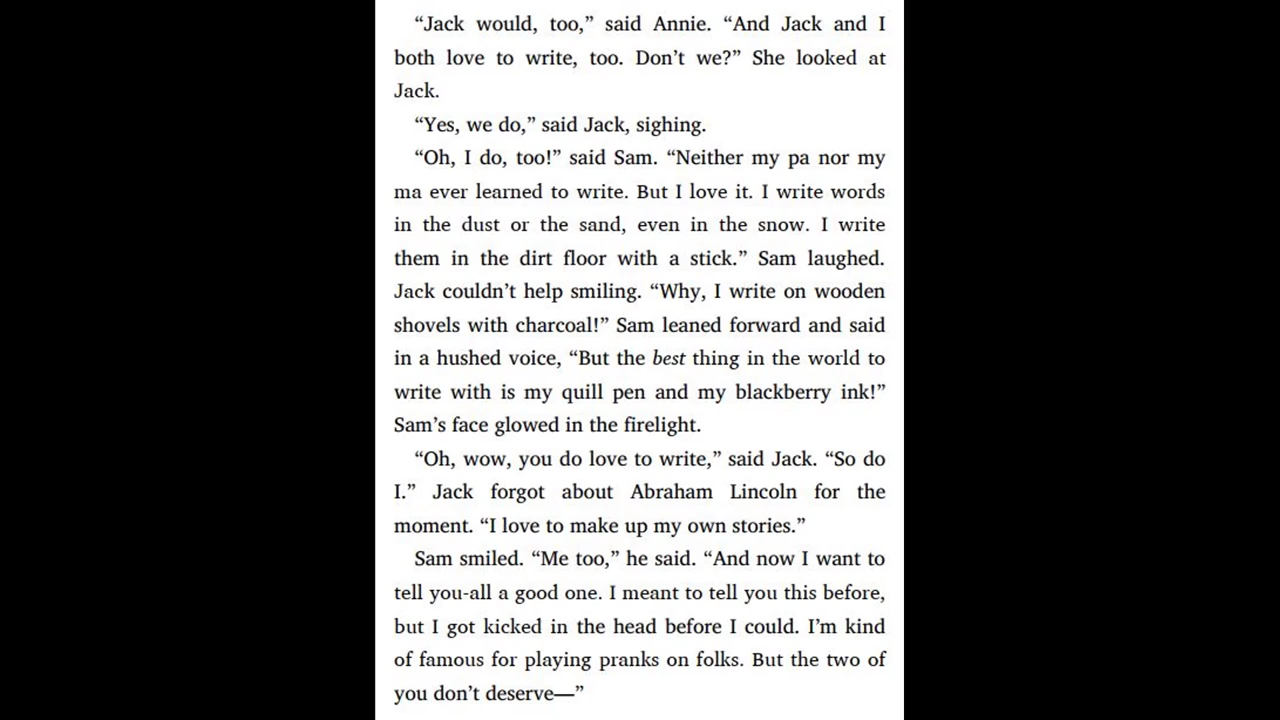 “Jack would, too,” said Annie. “And Jack and I
both love to write, too. Don’t we?” She looked at
Jack.
“Yes, we do,” said Jack, sighing.
“Oh, I do, too!” said Sam. “Neither my pa nor my
ma ever learned to write. But I love it. I write words
in the dust or the sand, even in the snow. I write
them in the dirt floor with a stick.” Sam laughed.
Jack couldn’t help smiling. “Why, I write on wooden
shovels with charcoal!” Sam leaned forward and said
in a hushed voice, “But the best thing in the world to
write with is my quill pen and my blackberry ink!”
Sam’s face glowed in the firelight.
“Oh, wow, you do love to write,” said Jack. “So do
I.” Jack forgot about Abraham Lincoln for the
moment. “I love to make up my own stories.”
Sam smiled. “Me too,” he said. “And now I want to
tell you-all a good one. I meant to tell you this before,
but I got kicked in the head before I could. I’m kind
of famous for playing pranks on folks. But the two of
you don’t deserve—”